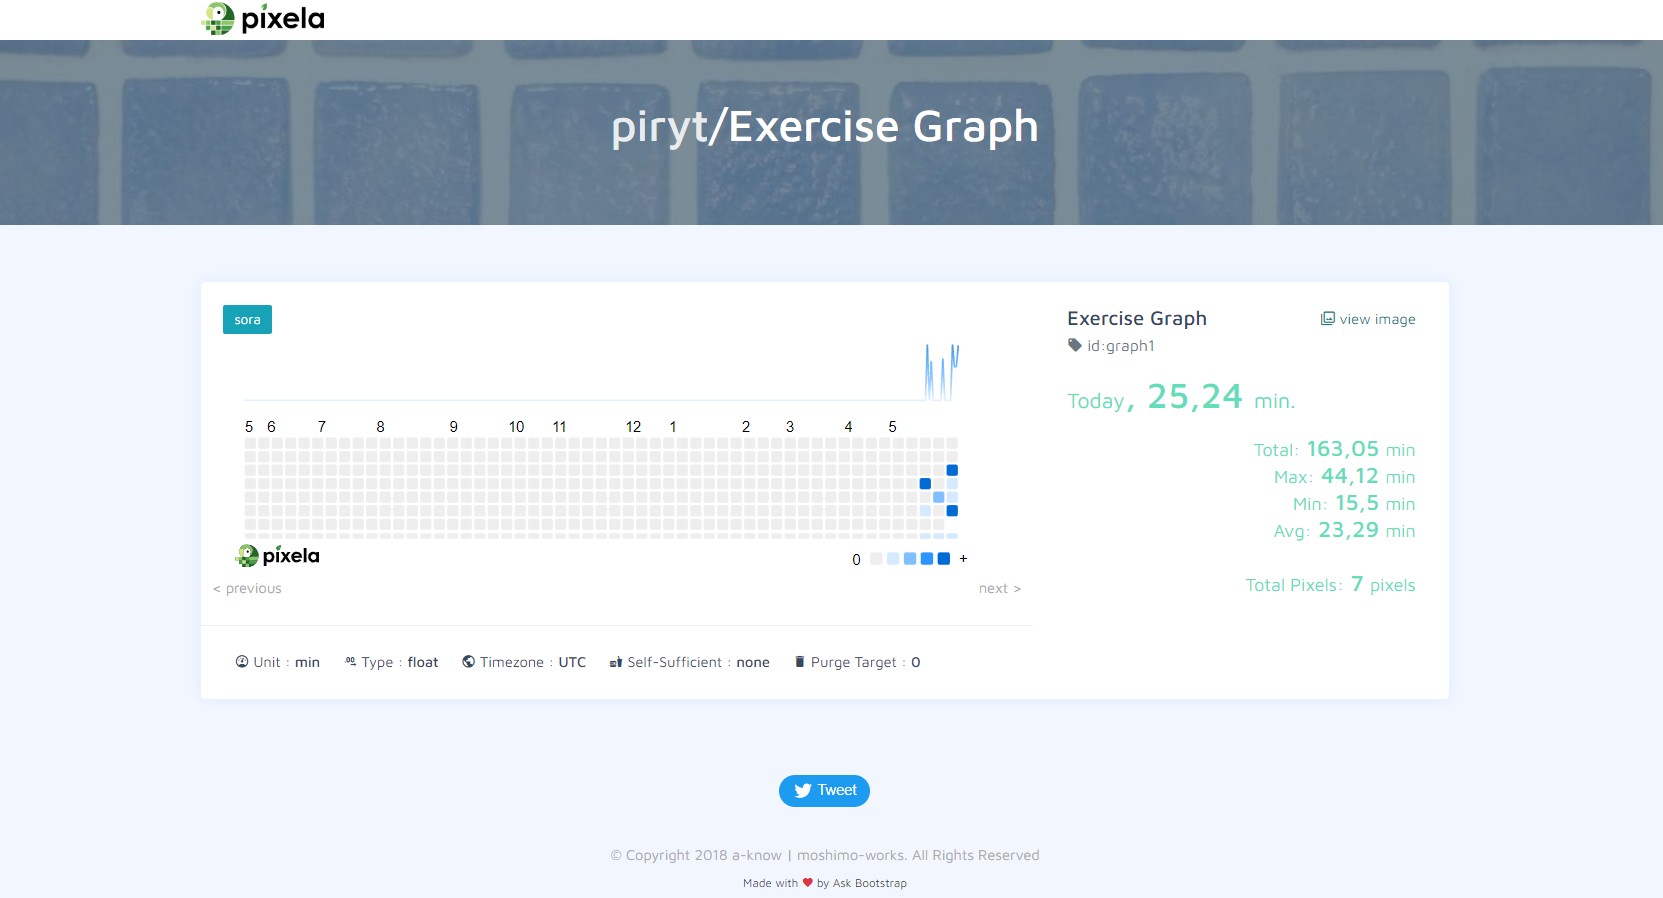 pixela
piryt/Exercise Graph
sora
5 6 7 8 9 10 11 12 1 2 3 4 5
pixela
0 +
< previous
next >
Unit : min Type : float Timezone : UTC Self-Sufficient : none Purge Target : 0
Exercise Graph
view image
id:graph1
Today, 25,24 min.
Total: 163,05 min
Max: 44,12 min
Min: 15,5 min
Avg: 23,29 min
Total Pixels: 7 pixels
Tweet
© Copyright 2018 a-know | moshimo-works. All Rights Reserved
Made with ♥ by Ask Bootstrap